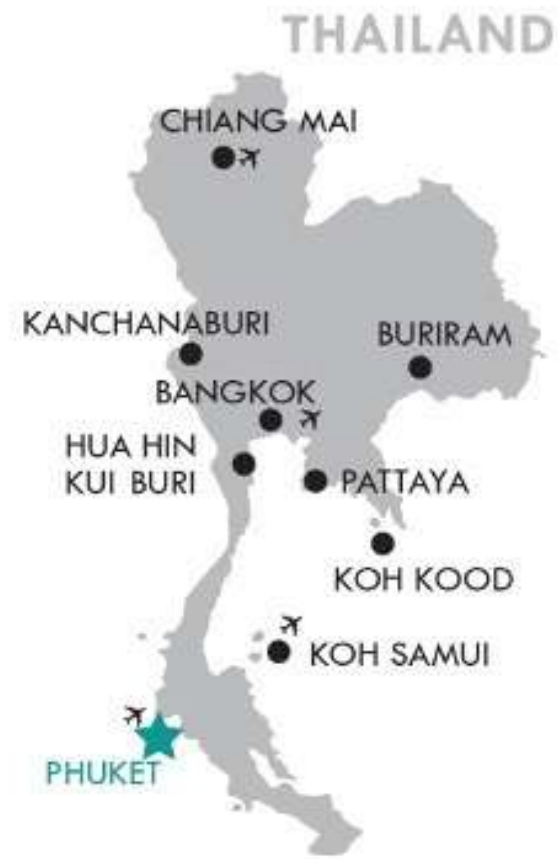 THAILAND
CHIANG MAI
KANCHANABURI
BURIRAM
BANGKOK
HUA HIN
KUI BURI
PATTAYA
KOH KOOD
KOH SAMUI
PHUKET